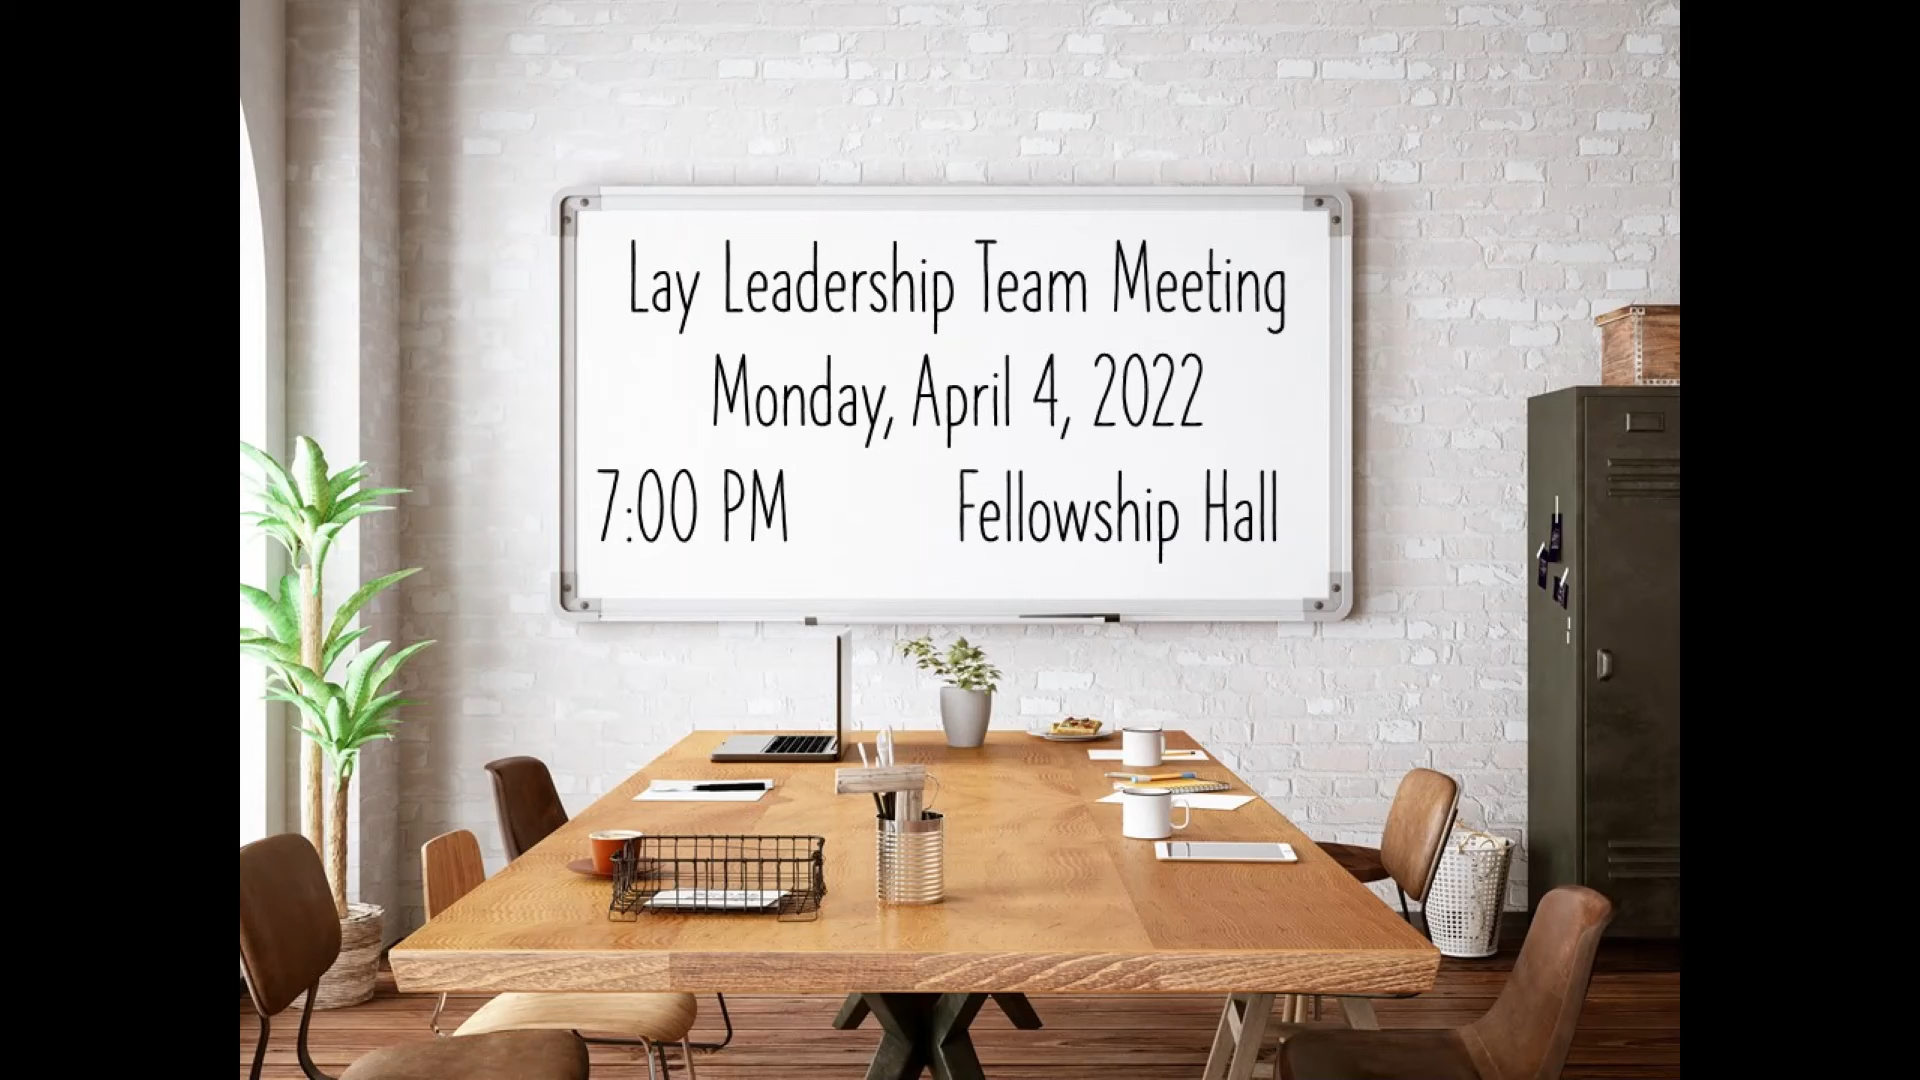 Lay Leadership Team Meeting
Monday, April 4, 2022
7:00 PM Fellowship Hall